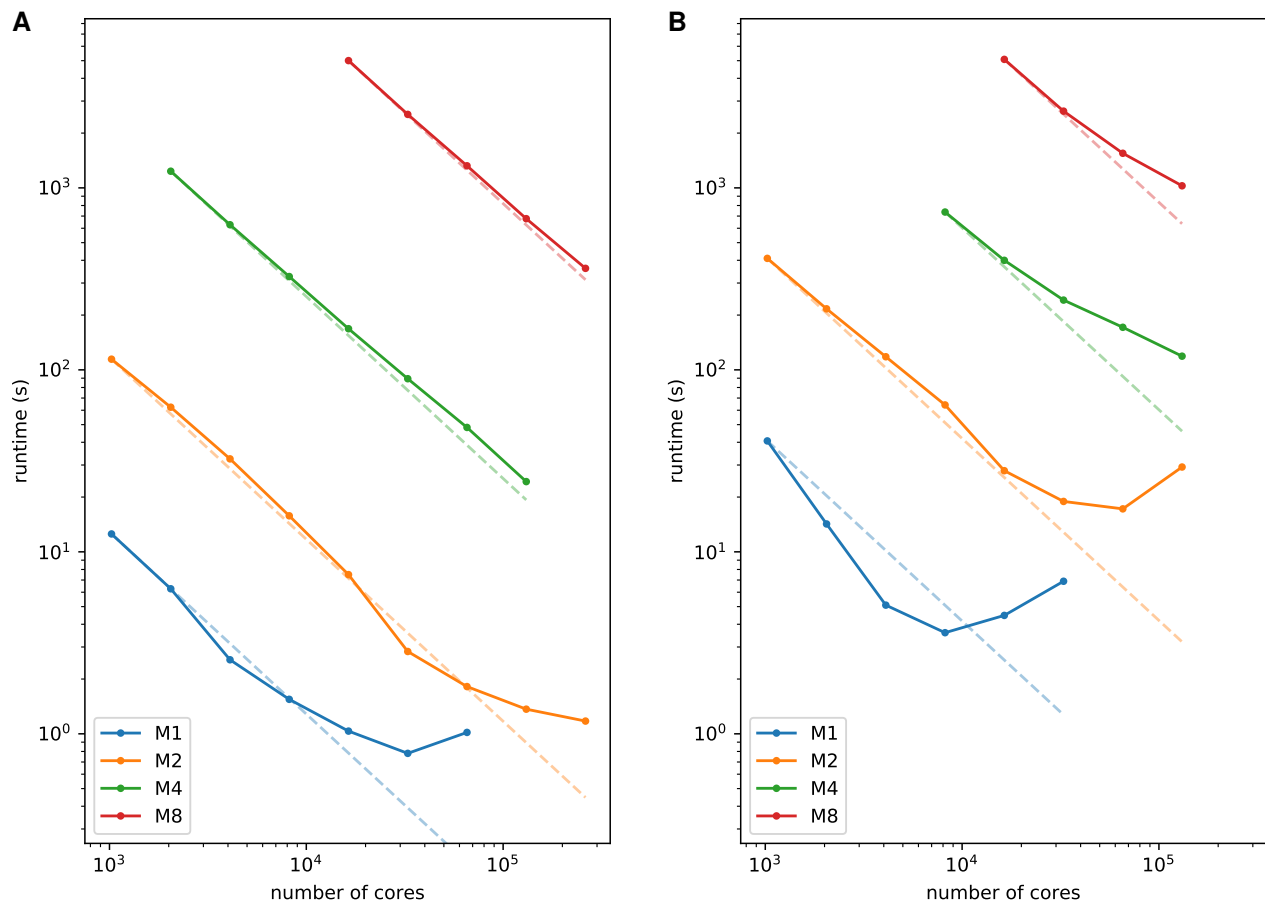 A
runtime (s)
10³
10²
10¹
10⁰
M1
M2
M4
M8
10³
10⁴
10⁵
number of cores
B
runtime (s)
10³
10²
10¹
10⁰
M1
M2
M4
M8
10³
10⁴
10⁵
number of cores